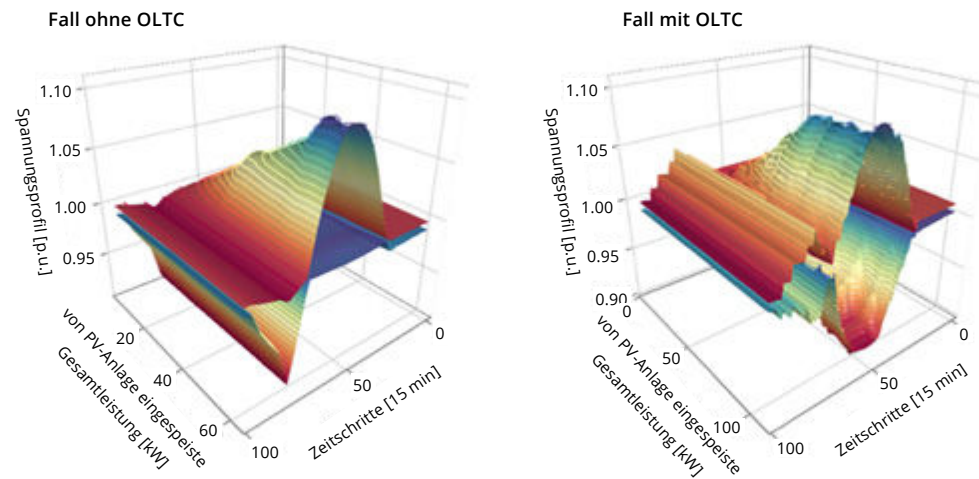 Fall ohne OLTC
1.10
1.05
1.00
0.95
Spannungsprofil [p.u.]
20
40
60
von PV-Anlage eingespeiste
Gesamtleistung [kW]
0
50
100
Zeitschritte [15 min]
Fall mit OLTC
1.10
1.05
1.00
0.95
0.90
Spannungsprofil [p.u.]
0
50
100
von PV-Anlage eingespeiste
Gesamtleistung [kW]
0
50
100
Zeitschritte [15 min]